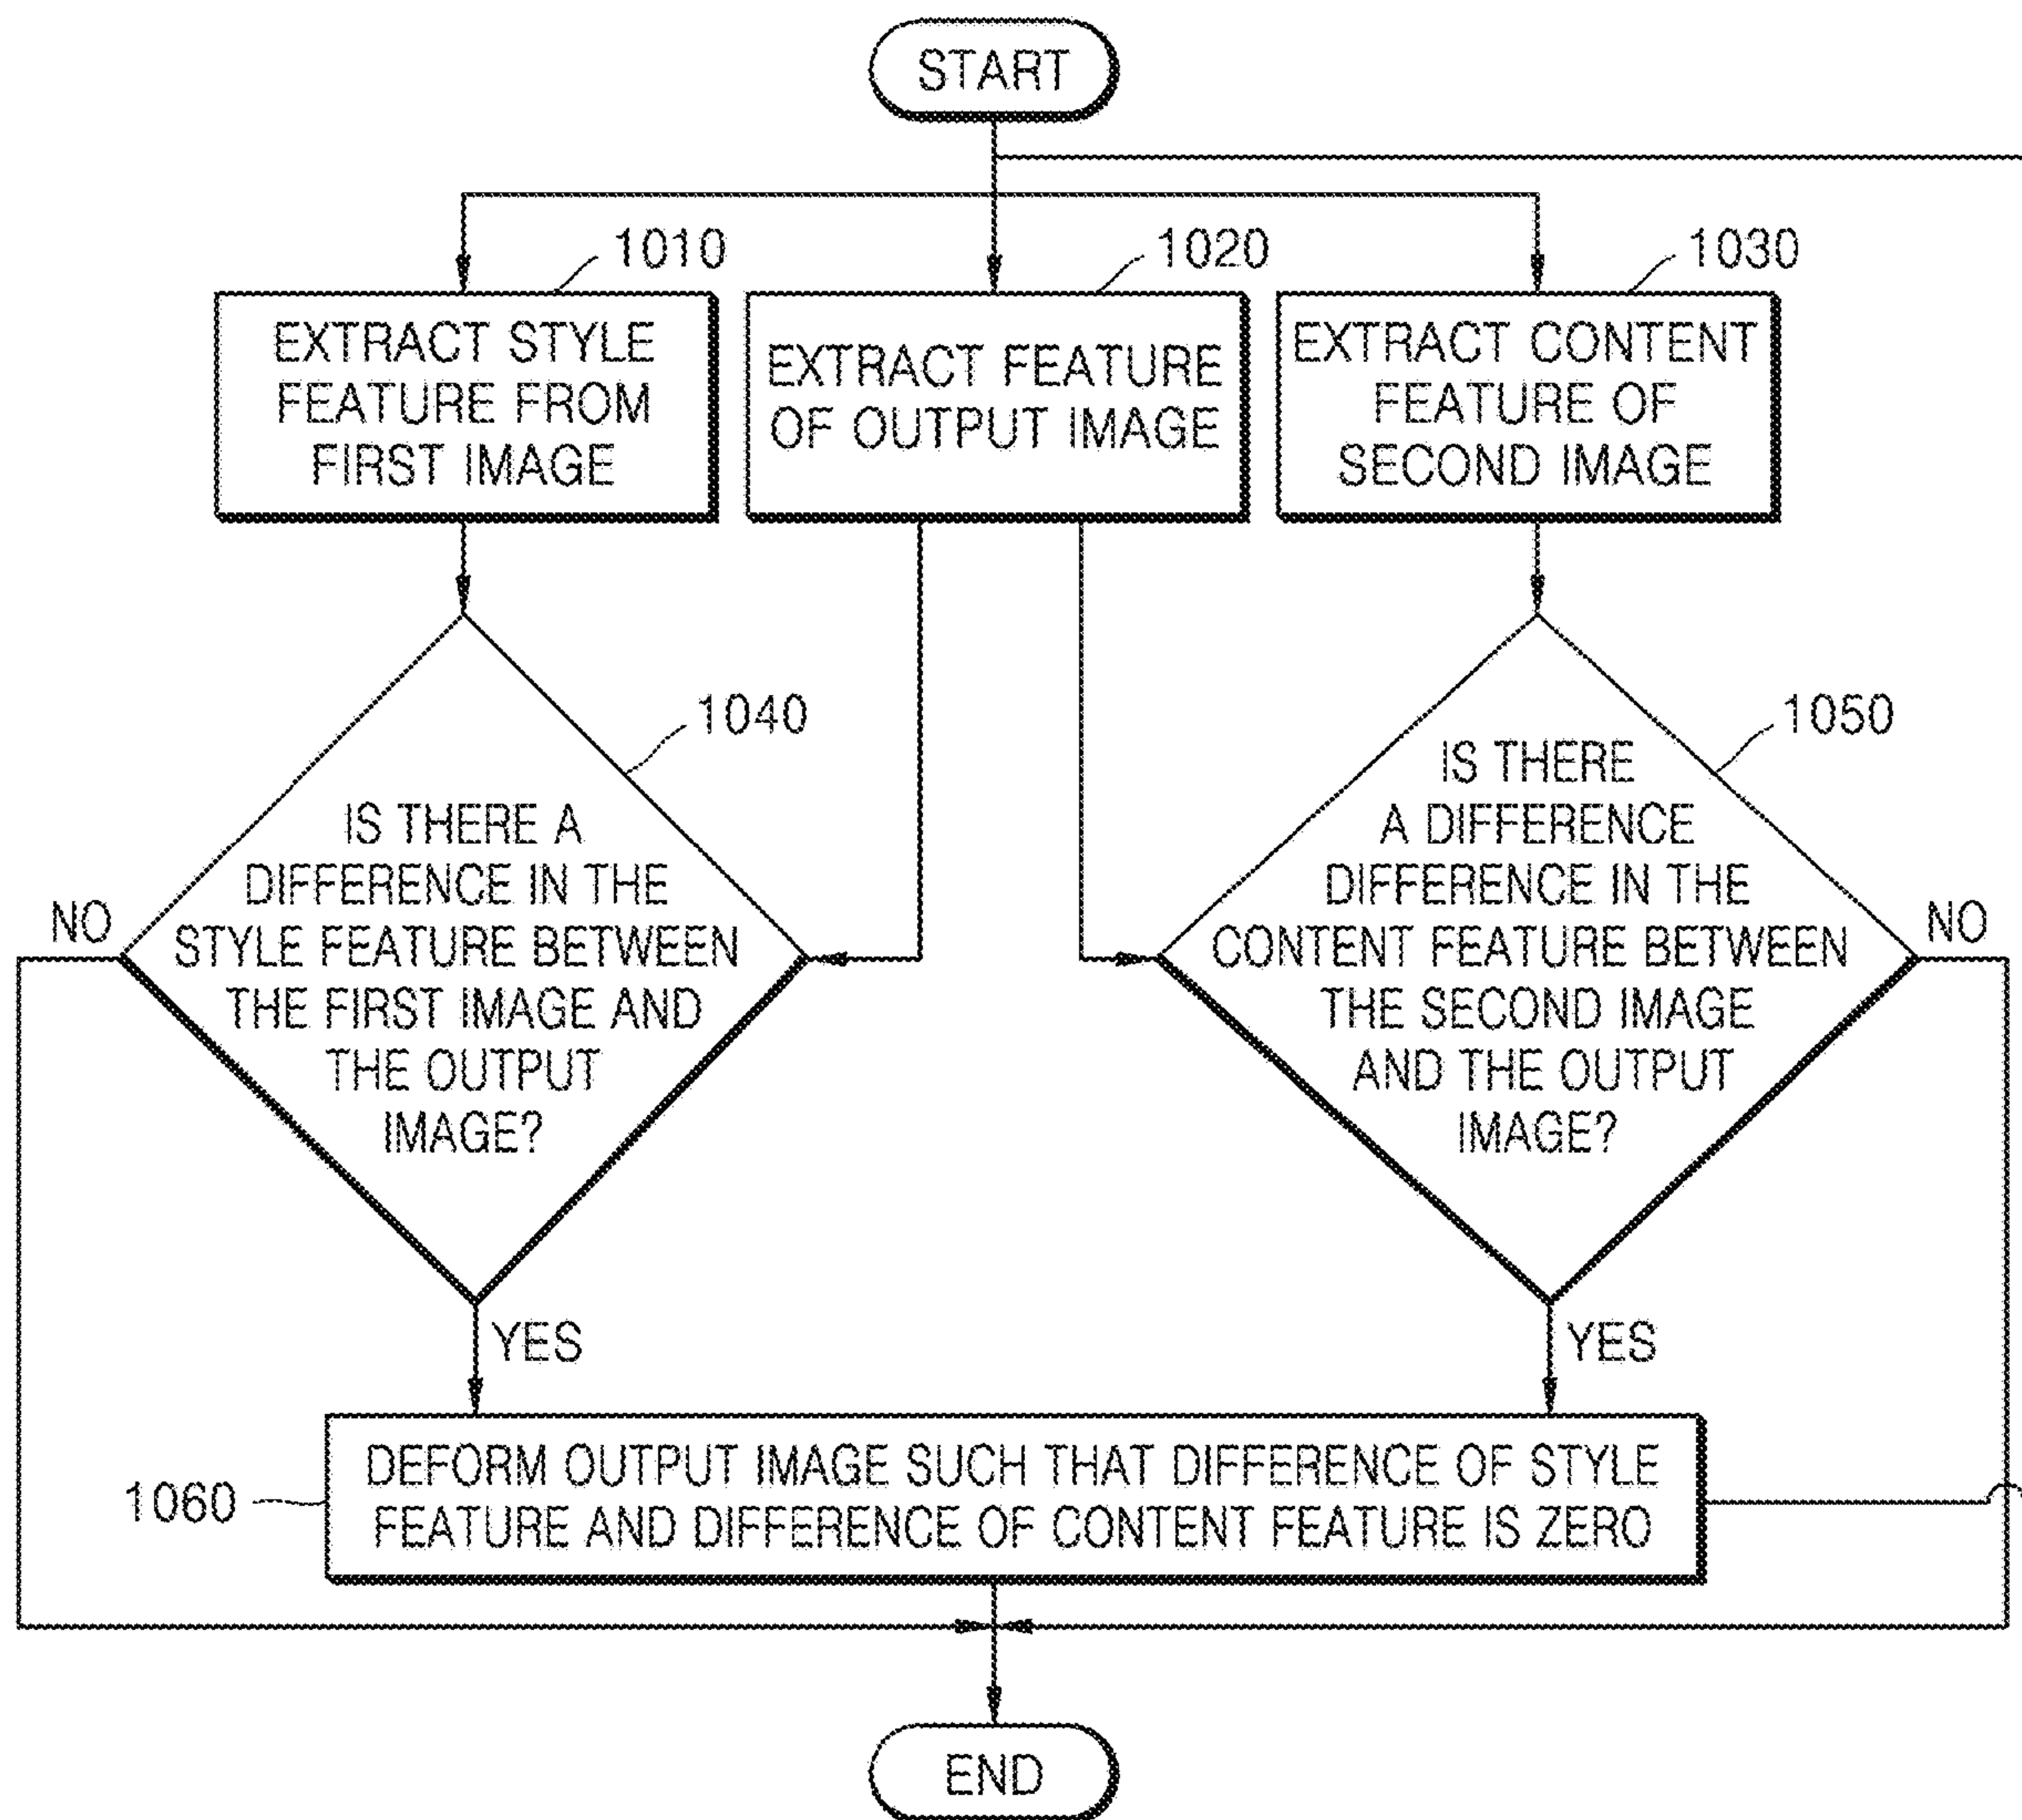 START
1010
1020
1030
EXTRACT STYLE
FEATURE FROM
FIRST IMAGE
EXTRACT FEATURE
OF OUTPUT IMAGE
EXTRACT CONTENT
FEATURE OF
SECOND IMAGE
1040
1050
IS THERE A
DIFFERENCE IN THE
STYLE FEATURE BETWEEN
THE FIRST IMAGE AND
THE OUTPUT
IMAGE?
NO
IS THERE
A DIFFERENCE
DIFFERENCE IN THE
CONTENT FEATURE BETWEEN
THE SECOND IMAGE
AND THE OUTPUT
IMAGE?
NO
YES
YES
1060
DEFORM OUTPUT IMAGE SUCH THAT DIFFERENCE OF STYLE
FEATURE AND DIFFERENCE OF CONTENT FEATURE IS ZERO
END